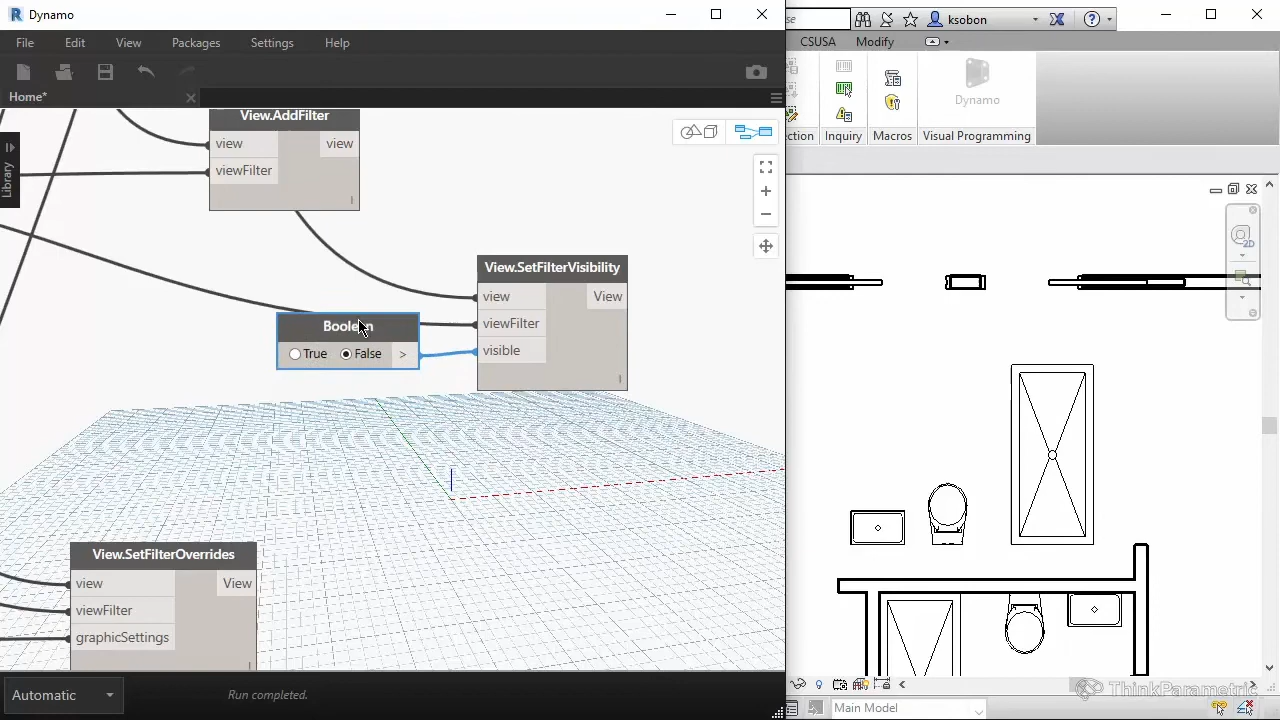 Dynamo
File Edit View Packages Settings Help
Home*
Library
View.AddFilter
view view
viewFilter
View.SetFilterVisibility
view View
viewFilter
visible
True False >
View.SetFilterOverrides
view View
viewFilter
graphicSettings
Automatic
Run completed.
ksobon
CSUSA Modify
Dynamo
Inquiry Macros Visual Programming
2D
Main Model
ThinkParametric